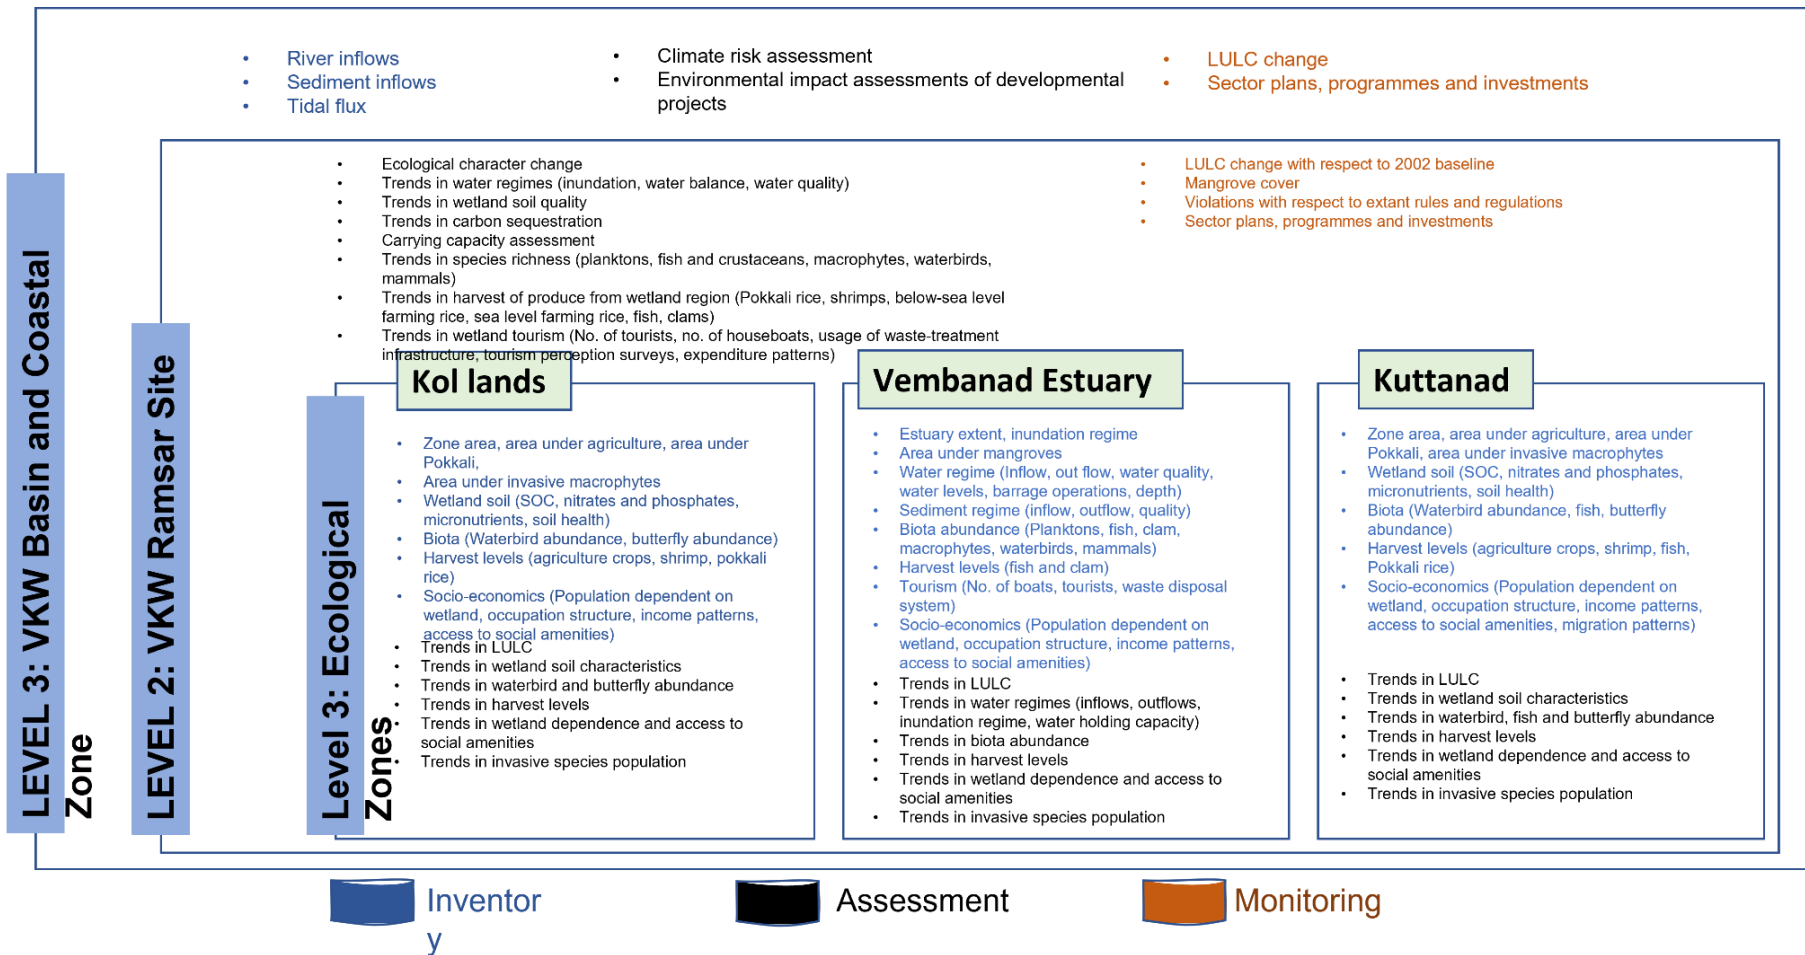 River inflows
Sediment inflows
Tidal flux
Climate risk assessment
Environmental impact assessments of developmental
projects
LULC change
Sector plans, programmes and investments
LEVEL 3: VKW Basin and Coastal
Zone
LEVEL 2: VKW Ramsar Site
Ecological character change
Trends in water regimes (inundation, water balance, water quality)
Trends in wetland soil quality
Trends in carbon sequestration
Carrying capacity assessment
Trends in species richness (planktons, fish and crustaceans, macrophytes, waterbirds,
mammals)
Trends in harvest of produce from wetland region (Pokkali rice, shrimps, below-sea level
farming rice, sea level farming rice, fish, clams)
Trends in wetland tourism (No. of tourists, no. of houseboats, usage of waste-treatment
infrastructure, tourism perception surveys, expenditure patterns)
LULC change with respect to 2002 baseline
Mangrove cover
Violations with respect to extant rules and regulations
Sector plans, programmes and investments
Level 3: Ecological
Zones
Kol lands
Zone area, area under agriculture, area under
Pokkali,
Area under invasive macrophytes
Wetland soil (SOC, nitrates and phosphates,
micronutrients, soil health)
Biota (Waterbird abundance, butterfly abundance)
Harvest levels (agriculture crops, shrimp, pokkali
rice)
Socio-economics (Population dependent on
wetland, occupation structure, income patterns,
access to social amenities)
Trends in LULC
Trends in wetland soil characteristics
Trends in waterbird and butterfly abundance
Trends in harvest levels
Trends in wetland dependence and access to
social amenities
Trends in invasive species population
Vembanad Estuary
Estuary extent, inundation regime
Area under mangroves
Water regime (Inflow, out flow, water quality,
water levels, barrage operations, depth)
Sediment regime (inflow, outflow, quality)
Biota abundance (Planktons, fish, clam,
macrophytes, waterbirds, mammals)
Harvest levels (fish and clam)
Tourism (No. of boats, tourists, waste disposal
system)
Socio-economics (Population dependent on
wetland, occupation structure, income patterns,
access to social amenities)
Trends in LULC
Trends in water regimes (inflows, outflows,
inundation regime, water holding capacity)
Trends in biota abundance
Trends in harvest levels
Trends in wetland dependence and access to
social amenities
Trends in invasive species population
Kuttanad
Zone area, area under agriculture, area under
Pokkali, area under invasive macrophytes
Wetland soil (SOC, nitrates and phosphates,
micronutrients, soil health)
Biota (Waterbird abundance, fish, butterfly
abundance)
Harvest levels (agriculture crops, shrimp, fish,
Pokkali rice)
Socio-economics (Population dependent on
wetland, occupation structure, income patterns,
access to social amenities, migration patterns)
Trends in LULC
Trends in wetland soil characteristics
Trends in waterbird, fish and butterfly abundance
Trends in harvest levels
Trends in wetland dependence and access to
social amenities
Trends in invasive species population
Inventor
y
Assessment
Monitoring